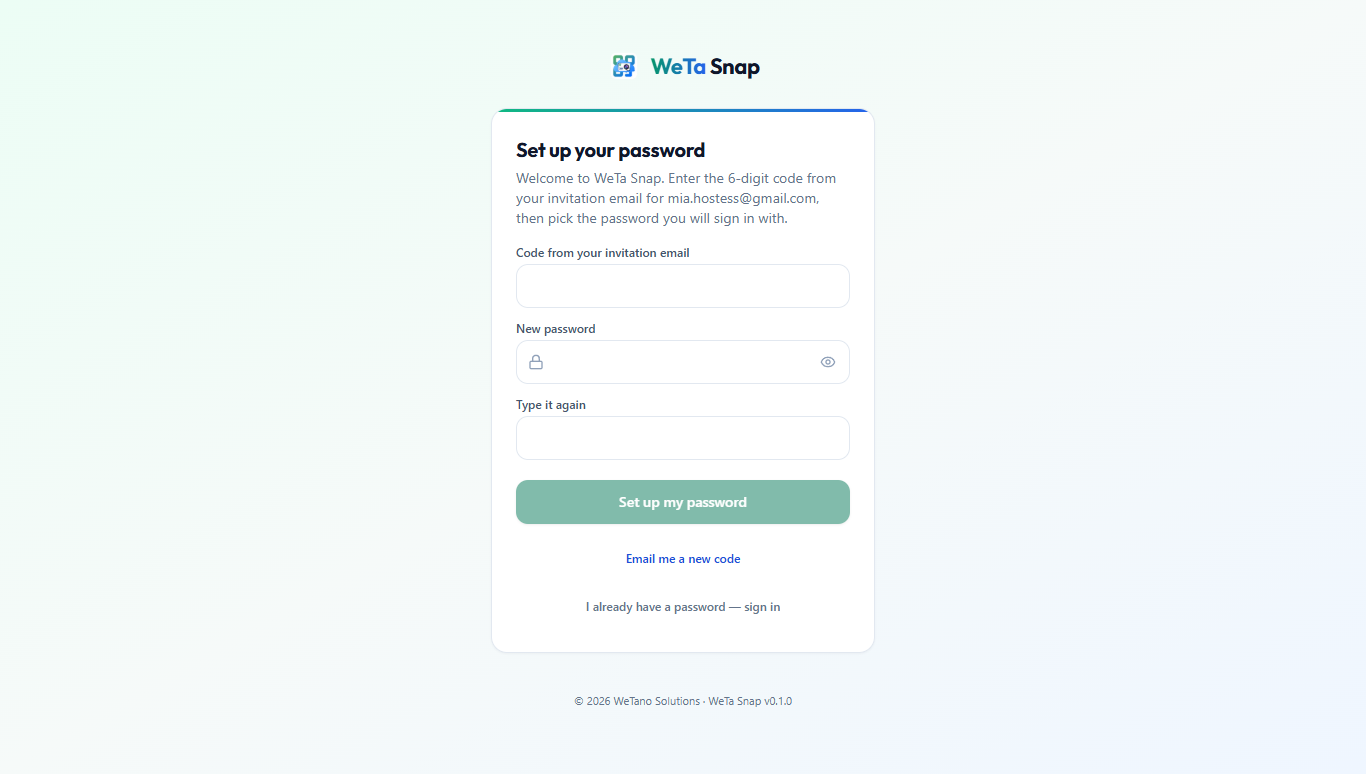 WeTa Snap
Set up your password
Welcome to WeTa Snap. Enter the 6-digit code from
your invitation email for mia.hostess@gmail.com,
then pick the password you will sign in with.
Code from your invitation email
New password
Type it again
Set up my password
Email me a new code
I already have a password — sign in
© 2026 WeTano Solutions · WeTa Snap v0.1.0